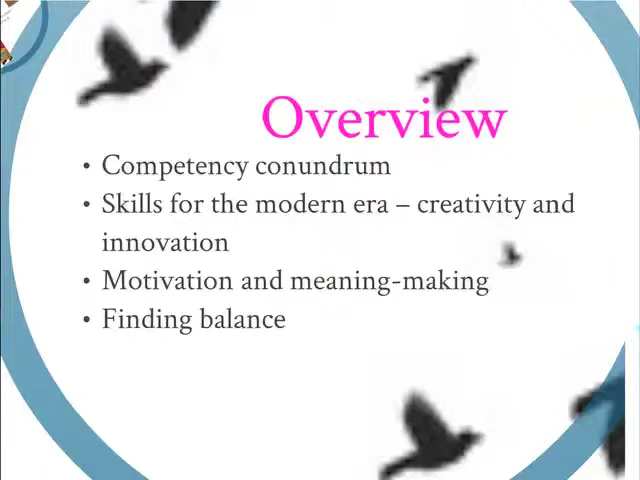 Overview
• Competency conundrum
• Skills for the modern era – creativity and
innovation
• Motivation and meaning-making
• Finding balance